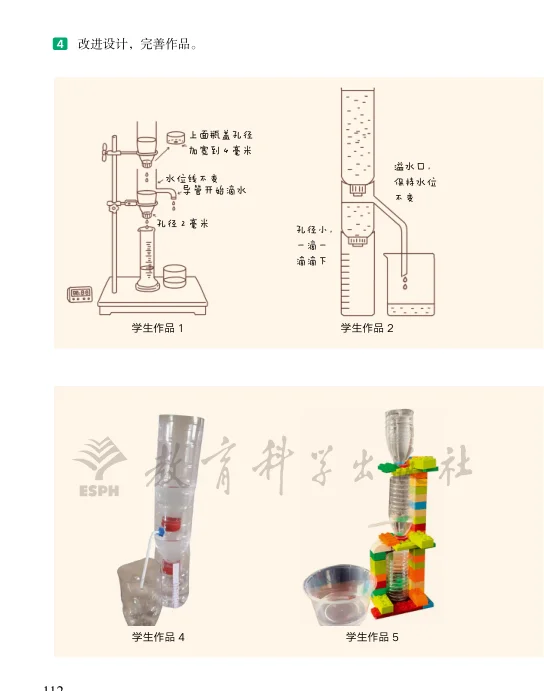 4 改进设计，完善作品。
上面瓶盖孔径
加宽到4毫米
水位线不变
导管开始滴水
孔径2毫米
学生作品 1
溢水口，
保持水位
不变
孔径小，
一滴一
滴滴下
学生作品 2
ESPH
教育科学出 社
学生作品 4
学生作品 5
112